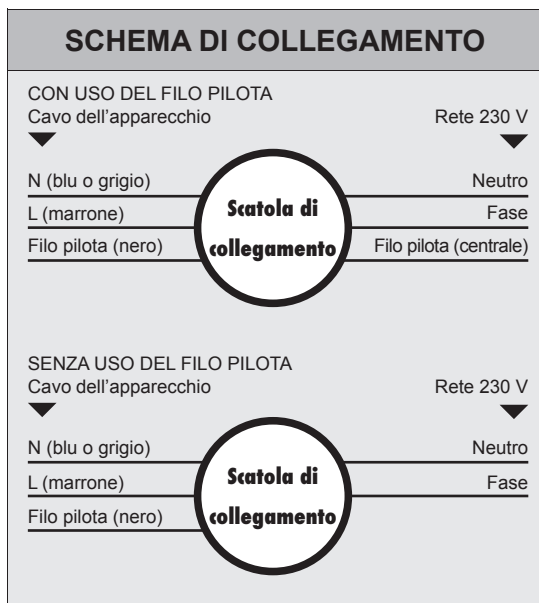 SCHEMA DI COLLEGAMENTO
CON USO DEL FILO PILOTA
Cavo dell'apparecchio Rete 230 V
N (blu o grigio) Neutro
L (marrone) Scatola di Fase
Filo pilota (nero) collegamento Filo pilota (centrale)
SENZA USO DEL FILO PILOTA
Cavo dell'apparecchio Rete 230 V
N (blu o grigio) Neutro
L (marrone) Scatola di Fase
Filo pilota (nero) collegamento